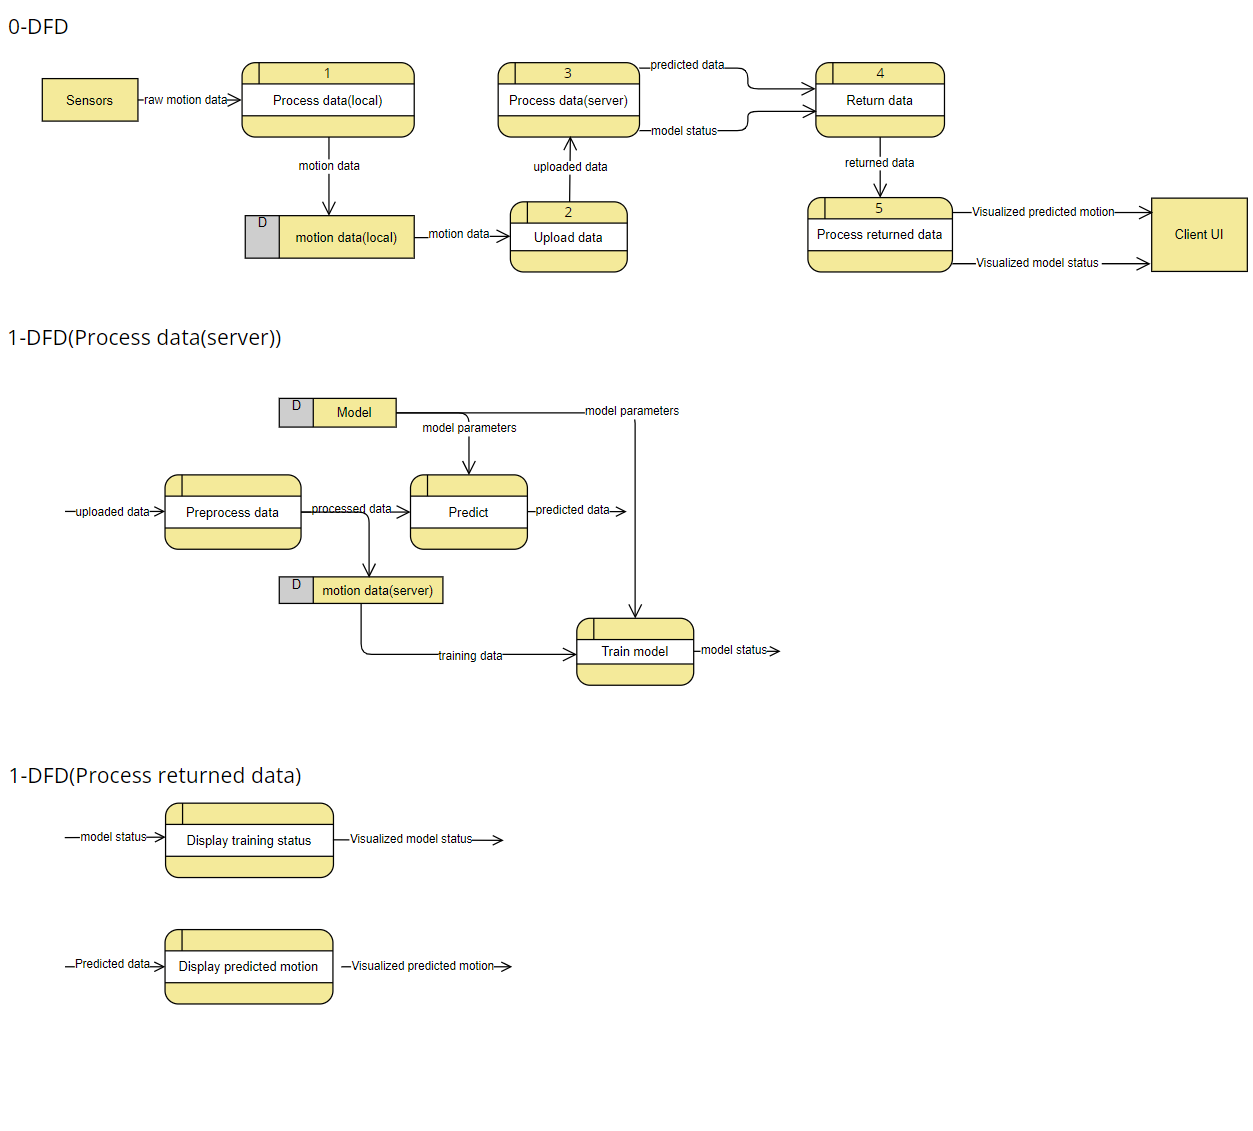 0-DFD
Sensors
raw motion data
1
Process data(local)
motion data
D
motion data(local)
motion data
2
Upload data
uploaded data
3
Process data(server)
predicted data
model status
4
Return data
returned data
5
Process returned data
Visualized predicted motion
Visualized model status
Client UI
1-DFD(Process data(server))
D
Model
model parameters
model parameters
uploaded data
Preprocess data
processed data
Predict
predicted data
D
motion data(server)
training data
Train model
model status
1-DFD(Process returned data)
model status
Display training status
Visualized model status
Predicted data
Display predicted motion
Visualized predicted motion